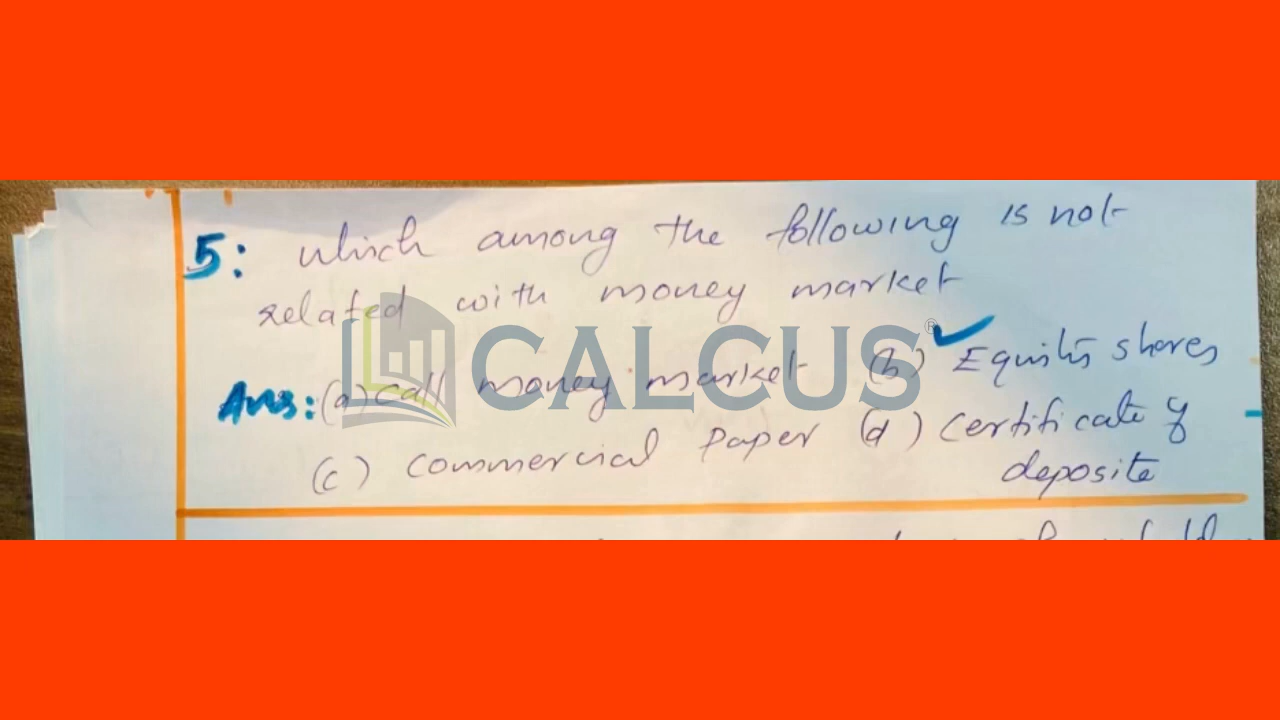 5: which among the following is not
related with money market
Ans: (a) call money market (b) Equity shares
(c) commercial paper (d) certificate of
deposite
CALCUS®